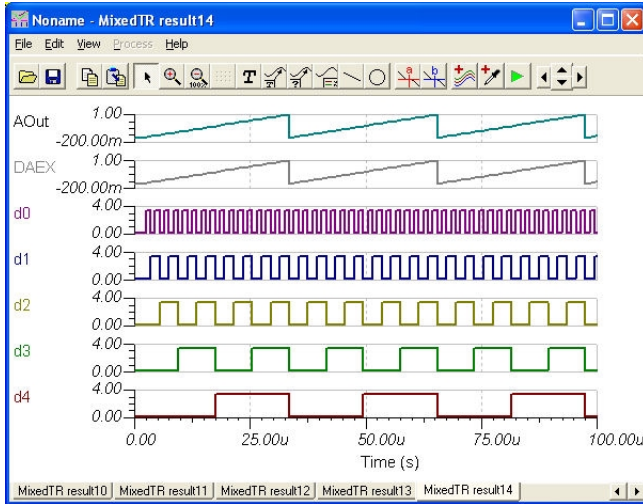 Noname - MixedTR result14
File Edit View Process Help
T 100% a b
AOut 1.00
-200.00m
DAEX 1.00
-200.00m
d0 4.00
0.00
d1 4.00
0.00
d2 4.00
0.00
d3 4.00
0.00
d4 4.00
0.00
0.00 25.00u 50.00u 75.00u 100.00u
Time (s)
MixedTR result10 MixedTR result11 MixedTR result12 MixedTR result13 MixedTR result14